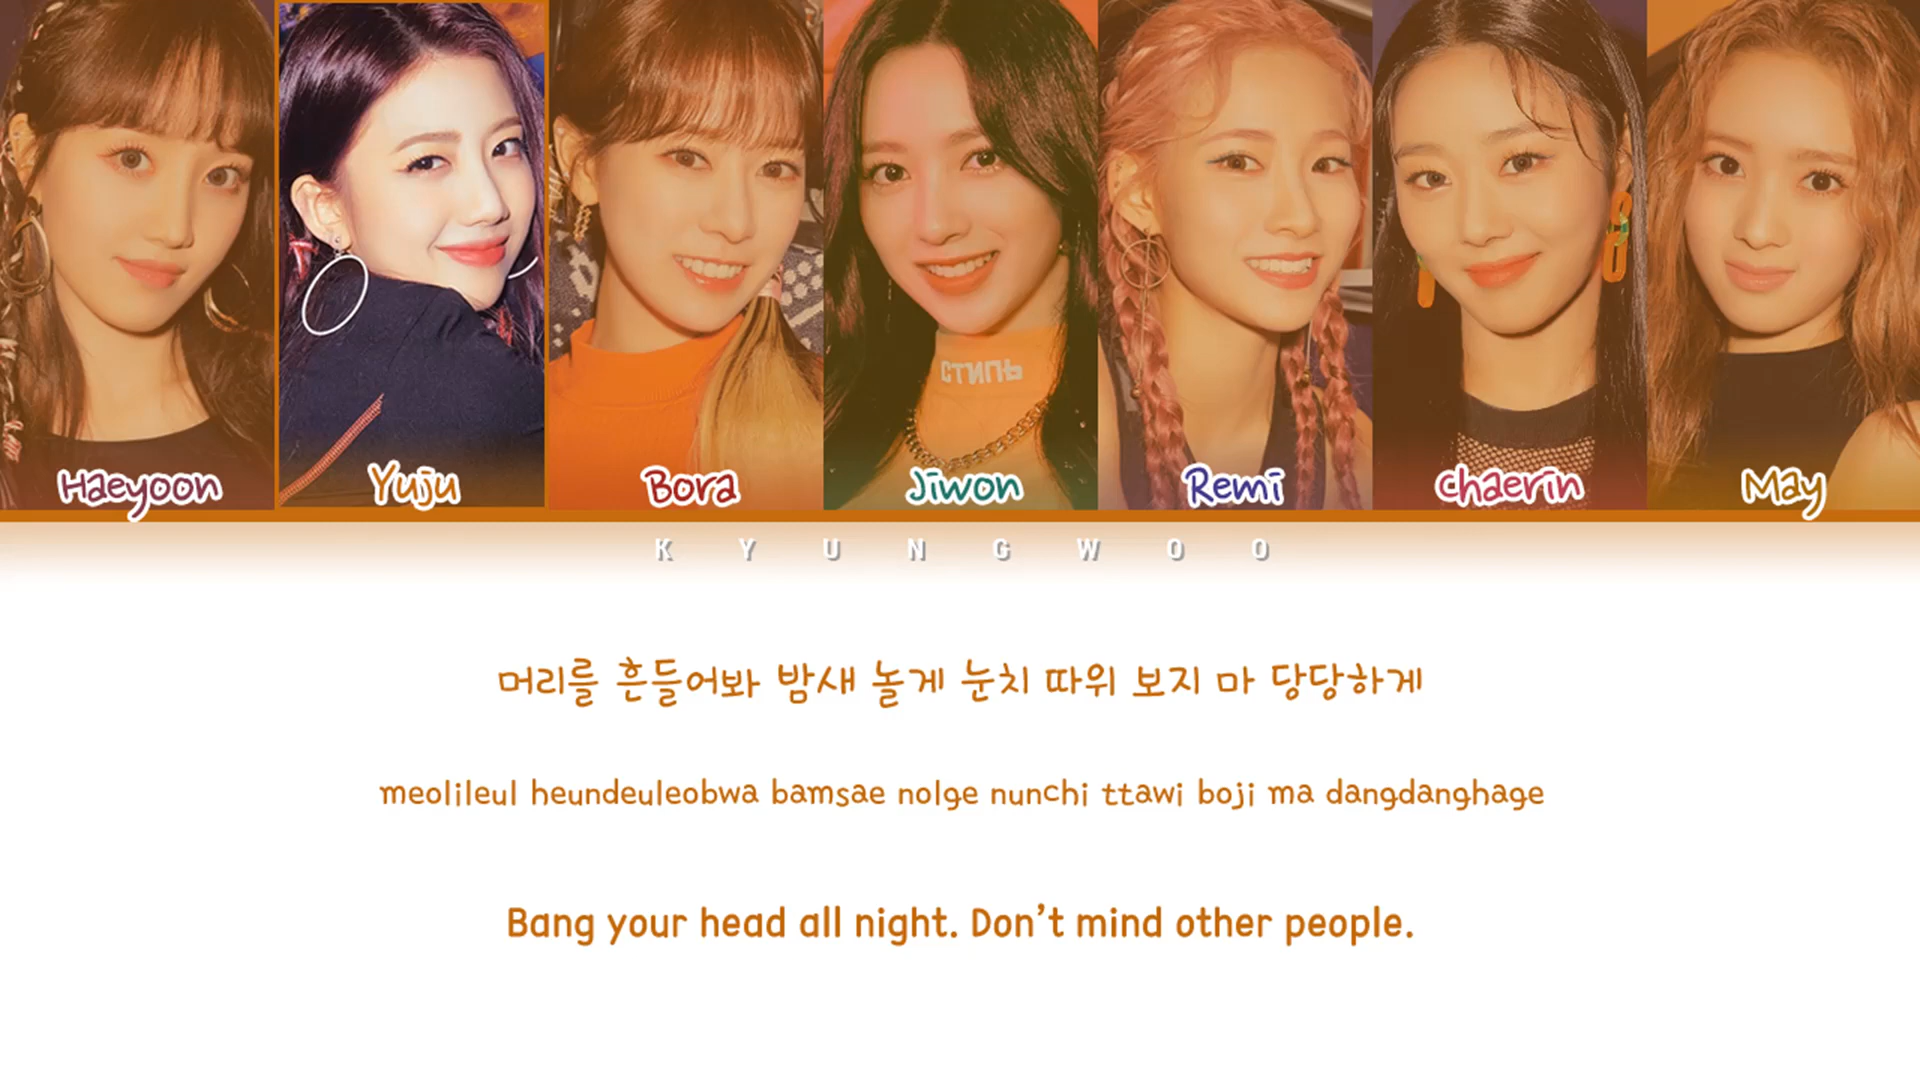 СТИЛЬ
Haeyoon Yuju Bora Jiwon Remi chaerin May
KYUNGWOO
머리를 흔들어봐 밤새 놀게 눈치 따위 보지 마 당당하게
meolileul heundeuleobwa bamsae nolge nunchi ttawi boji ma dangdanghage
Bang your head all night. Don't mind other people.